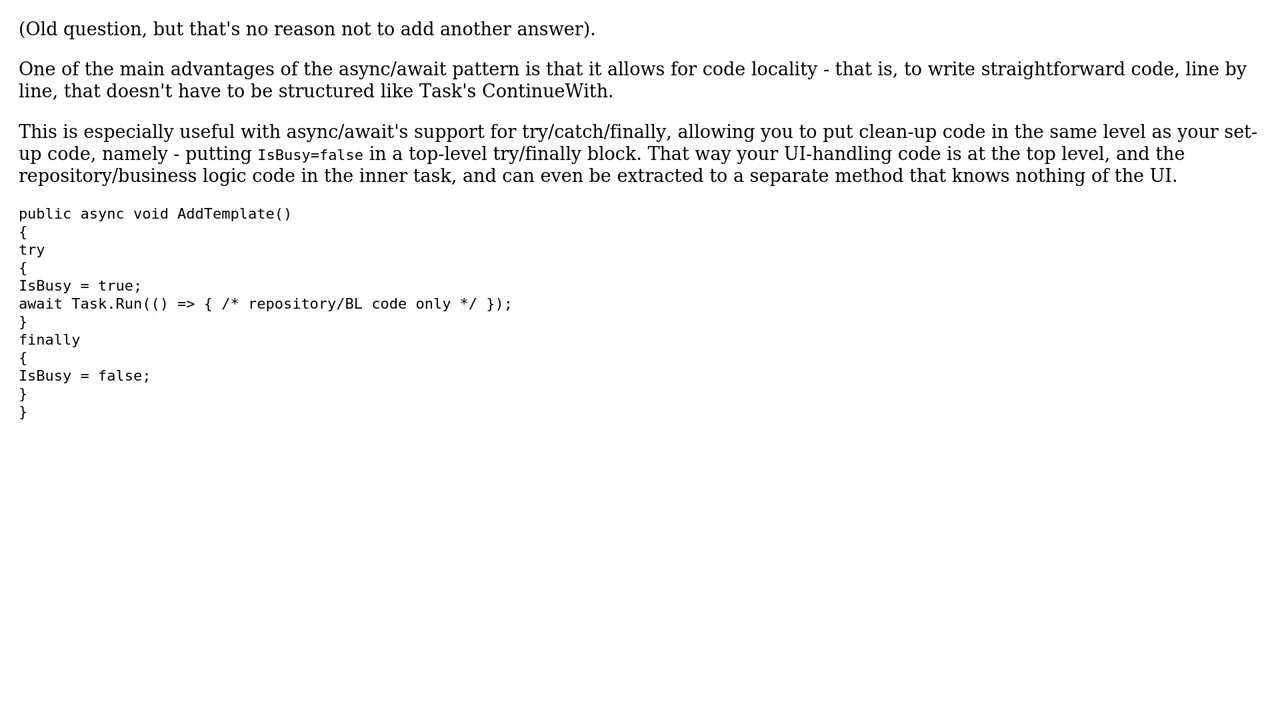 (Old question, but that's no reason not to add another answer).
One of the main advantages of the async/await pattern is that it allows for code locality - that is, to write straightforward code, line by
line, that doesn't have to be structured like Task's ContinueWith.
This is especially useful with async/await's support for try/catch/finally, allowing you to put clean-up code in the same level as your set-
up code, namely - putting IsBusy=false in a top-level try/finally block. That way your UI-handling code is at the top level, and the
repository/business logic code in the inner task, and can even be extracted to a separate method that knows nothing of the UI.
public async void AddTemplate()
{
try
{
IsBusy = true;
await Task.Run(() => { /* repository/BL code only */ });
}
finally
{
IsBusy = false;
}
}